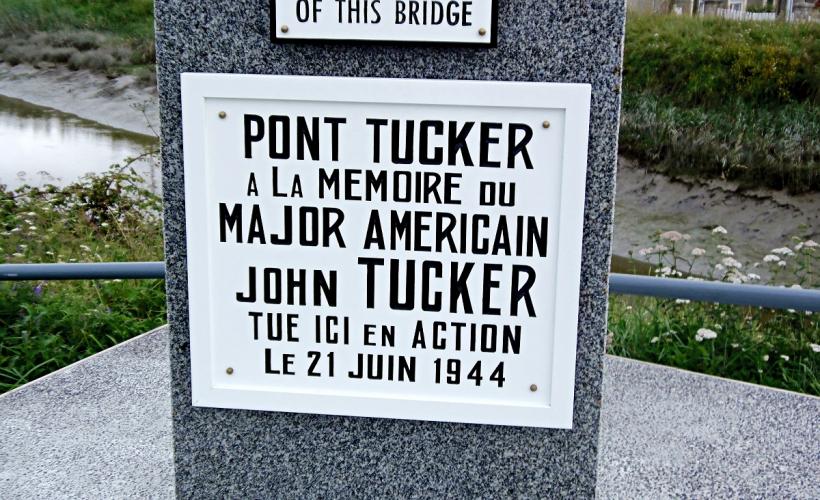 OF THIS BRIDGE
PONT TUCKER
A LA MEMOIRE DU
MAJOR AMERICAIN
JOHN TUCKER
TUE ICI EN ACTION
LE 21 JUIN 1944